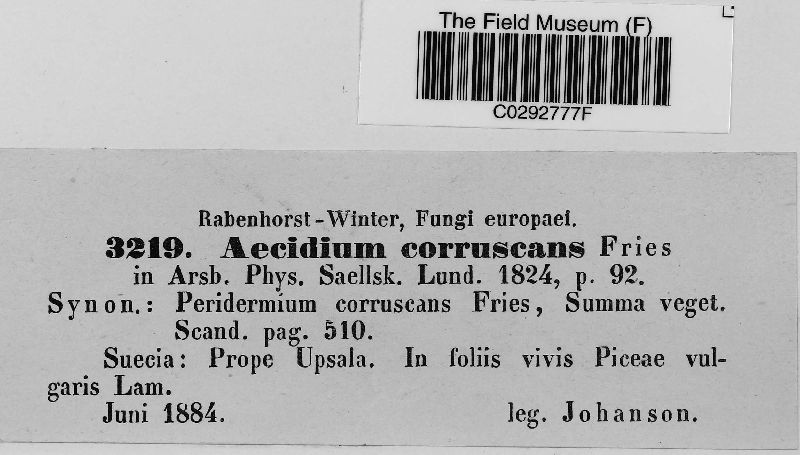 The Field Museum (F)
C0292777F
Rabenhorst-Winter, Fungi europaei.
3219. Aecidium corruscans Fries
in Arsb. Phys. Saellsk. Lund. 1824, p. 92.
Synon.: Peridermium corruscans Fries, Summa veget.
Scand. pag. 510.
Suecia: Prope Upsala. In foliis vivis Piceae vul-
garis Lam.
Juni 1884. leg. Johanson.